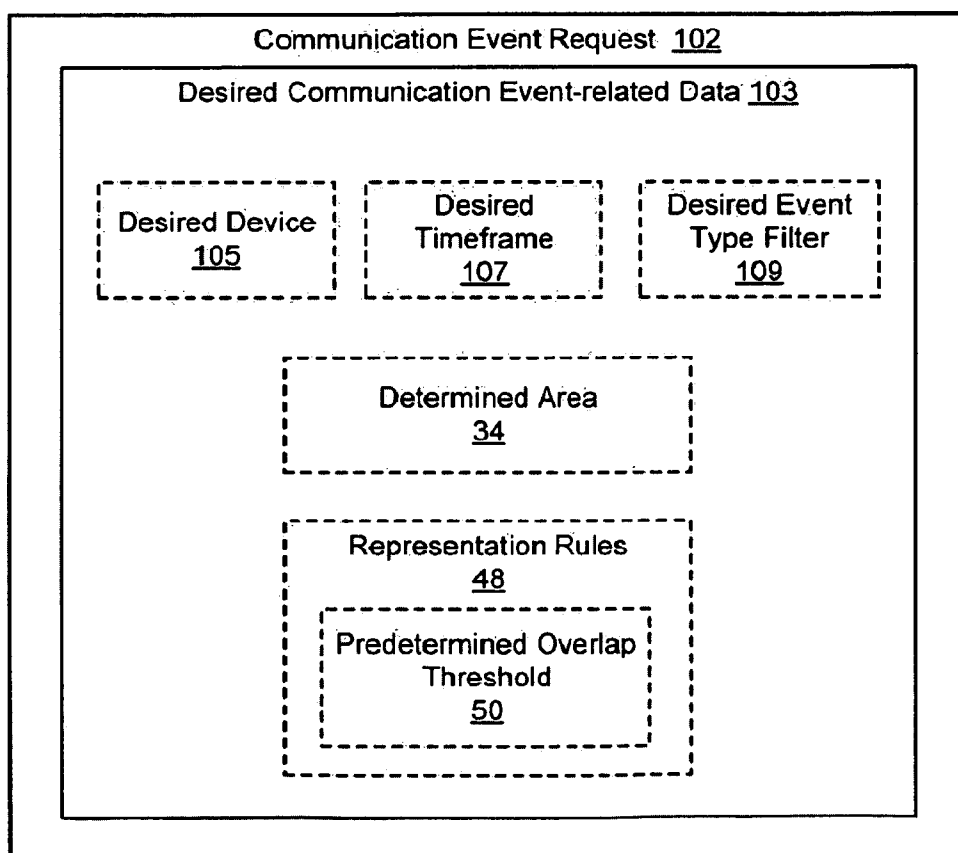 Communication Event Request 102
Desired Communication Event-related Data 103
Desired Device
105
Desired
Timeframe
107
Desired Event
Type Filter
109
Determined Area
34
Representation Rules
48
Predetermined Overlap
Threshold
50